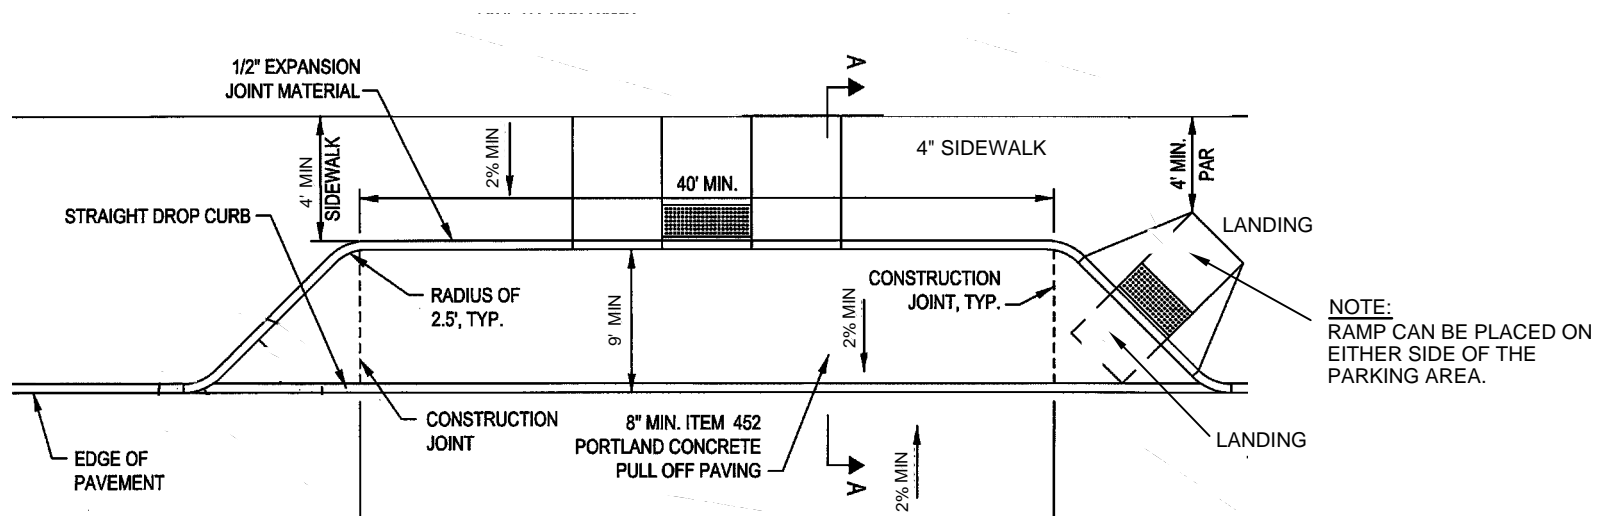 1/2" EXPANSION
JOINT MATERIAL
A
4' MIN
SIDEWALK
2% MIN
40' MIN.
4" SIDEWALK
4' MIN.
PAR
LANDING
STRAIGHT DROP CURB
RADIUS OF
2.5', TYP.
9' MIN
2% MIN
CONSTRUCTION
JOINT, TYP.
NOTE:
RAMP CAN BE PLACED ON
EITHER SIDE OF THE
PARKING AREA.
EDGE OF
PAVEMENT
CONSTRUCTION
JOINT
8" MIN. ITEM 452
PORTLAND CONCRETE
PULL OFF PAVING
A
2% MIN
LANDING